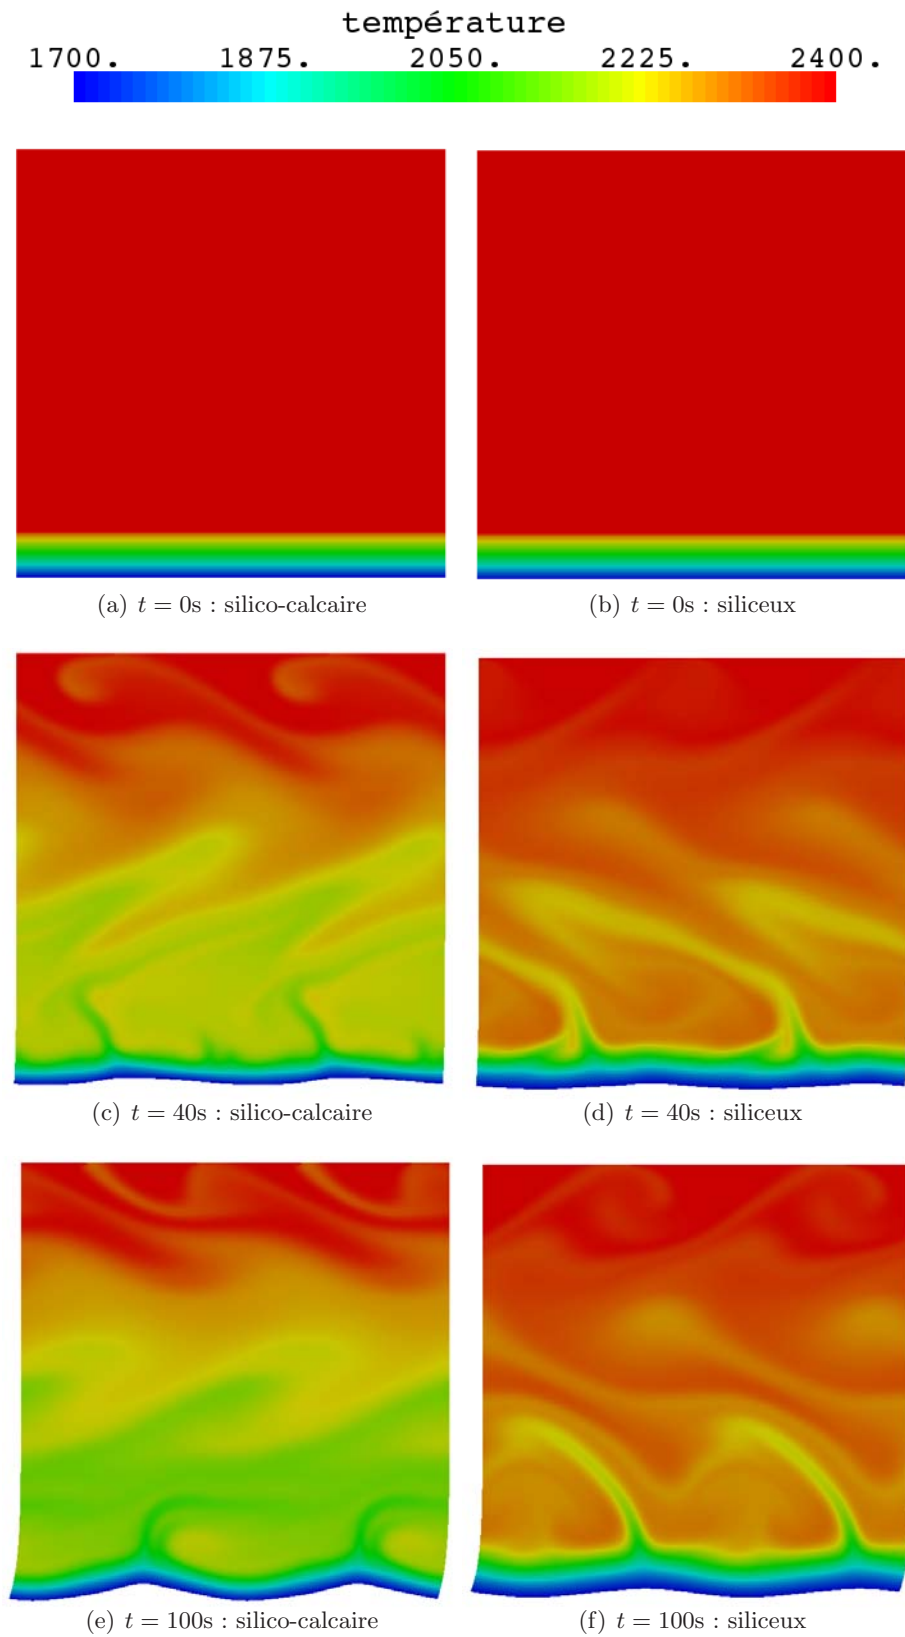 température
1700. 1875. 2050. 2225. 2400.
(a) t = 0s : silico-calcaire
(b) t = 0s : siliceux
(c) t = 40s : silico-calcaire
(d) t = 40s : siliceux
(e) t = 100s : silico-calcaire
(f) t = 100s : siliceux